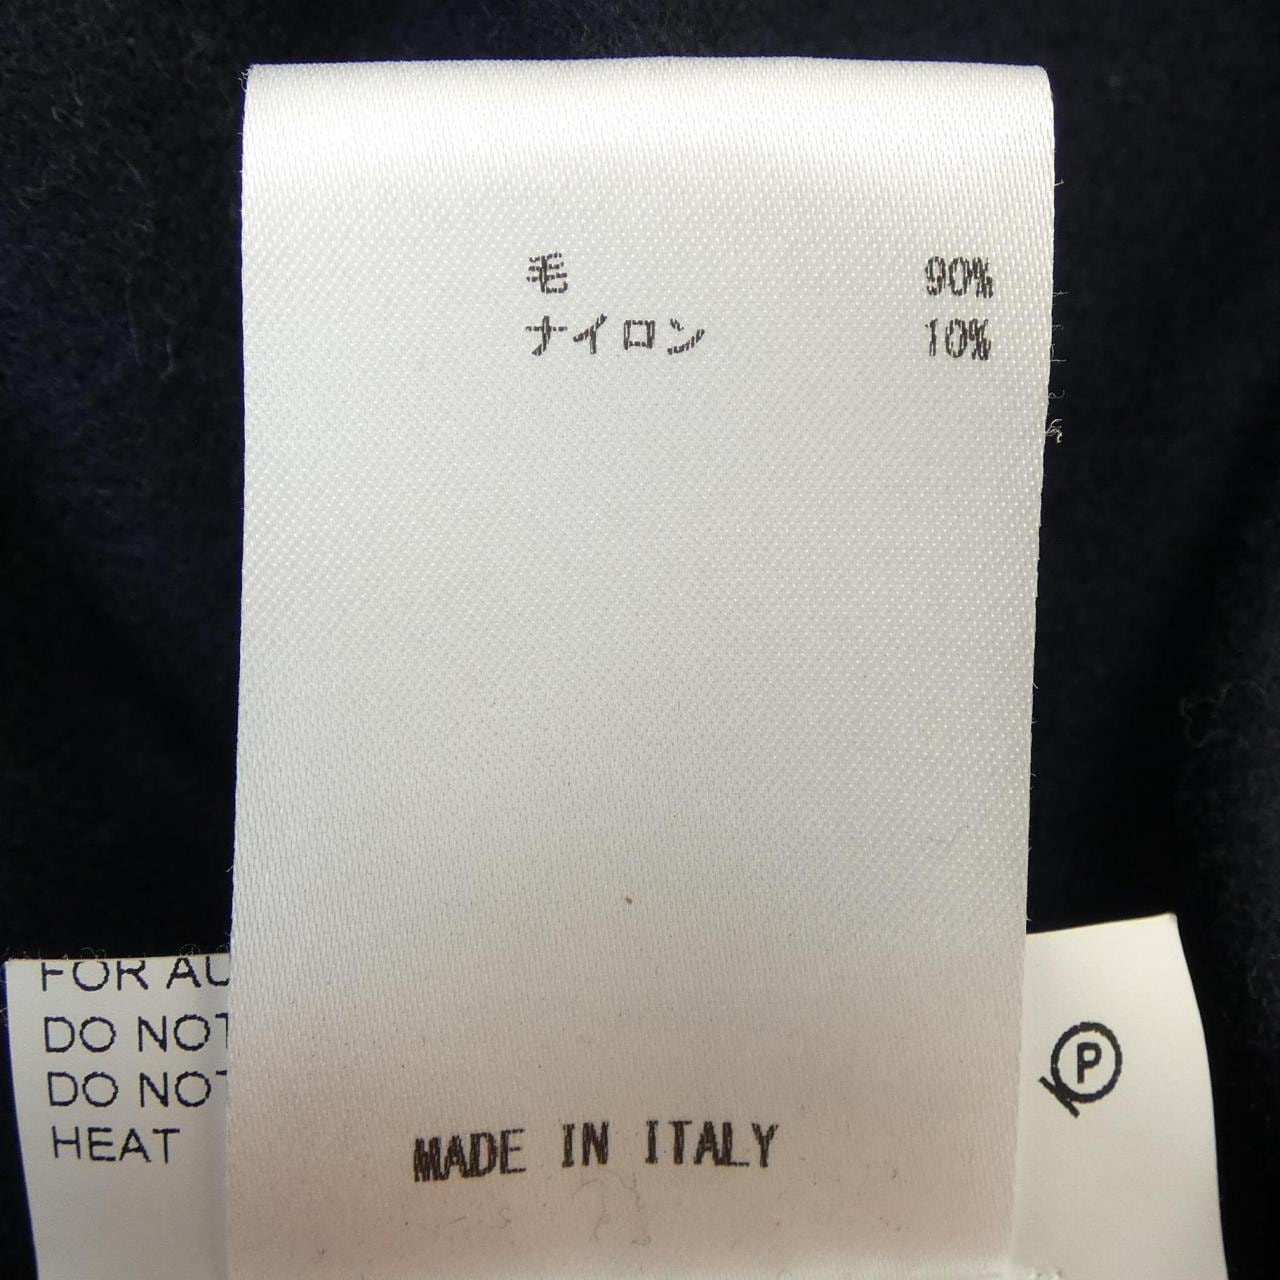 毛 90%
ナイロン 10%
FOR AU
DO NOT
DO NOT
HEAT
P
MADE IN ITALY